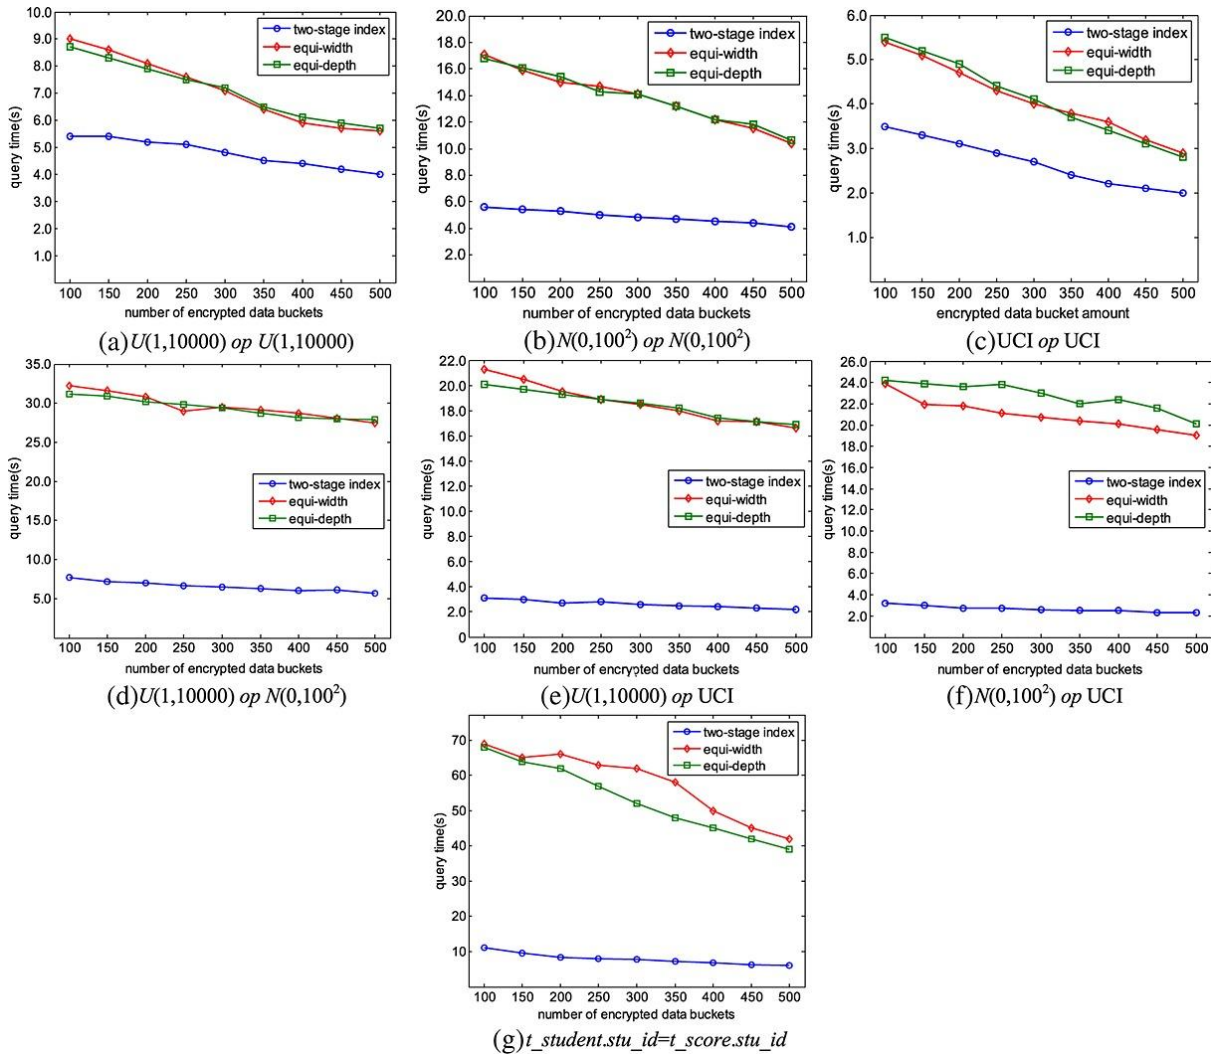 10.0
9.0
8.0
7.0
6.0
5.0
4.0
3.0
2.0
1.0
query time(s)
two-stage index
equi-width
equi-depth
100 150 200 250 300 350 400 450 500
number of encrypted data buckets
(a)U(1,10000) op U(1,10000)
20.0
18.0
16.0
14.0
12.0
10.0
8.0
6.0
4.0
2.0
query time(s)
two-stage index
equi-width
equi-depth
100 150 200 250 300 350 400 450 500
number of encrypted data buckets
(b)N(0,100²) op N(0,100²)
6.0
5.0
4.0
3.0
2.0
1.0
query time(s)
two-stage index
equi-width
equi-depth
100 150 200 250 300 350 400 450 500
encrypted data bucket amount
(c)UCI op UCI
35.0
30.0
25.0
20.0
15.0
10.0
5.0
query time(s)
two-stage index
equi-width
equi-depth
100 150 200 250 300 350 400 450 500
number of encrypted data buckets
(d)U(1,10000) op N(0,100²)
22.0
20.0
18.0
16.0
14.0
12.0
10.0
8.0
6.0
4.0
2.0
0
query time(s)
two-stage index
equi-width
equi-depth
100 150 200 250 300 350 400 450 500
number of encrypted data buckets
(e)U(1,10000) op UCI
26.0
24.0
22.0
20.0
18.0
16.0
14.0
12.0
10.0
8.0
6.0
4.0
2.0
query time(s)
two-stage index
equi-width
equi-depth
100 150 200 250 300 350 400 450 500
number of encrypted data buckets
(f)N(0,100²) op UCI
70
60
50
40
30
20
10
query time(s)
two-stage index
equi-width
equi-depth
100 150 200 250 300 350 400 450 500
number of encrypted data buckets
(g)t_student.stu_id=t_score.stu_id